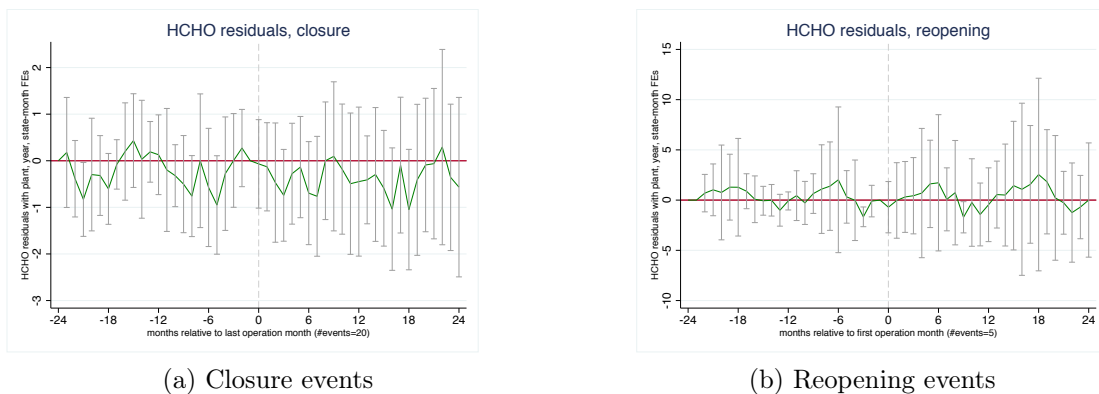 HCHO residuals, closure
HCHO residuals with plant, year, state-month FEs
2
1
0
-1
-2
-3
-24 -18 -12 -6 0 6 12 18 24
months relative to last operation month (#events=20)
(a) Closure events
HCHO residuals, reopening
HCHO residuals with plant, year, state-month FEs
15
10
5
0
-5
-10
-24 -18 -12 -6 0 6 12 18 24
months relative to first operation month (#events=5)
(b) Reopening events